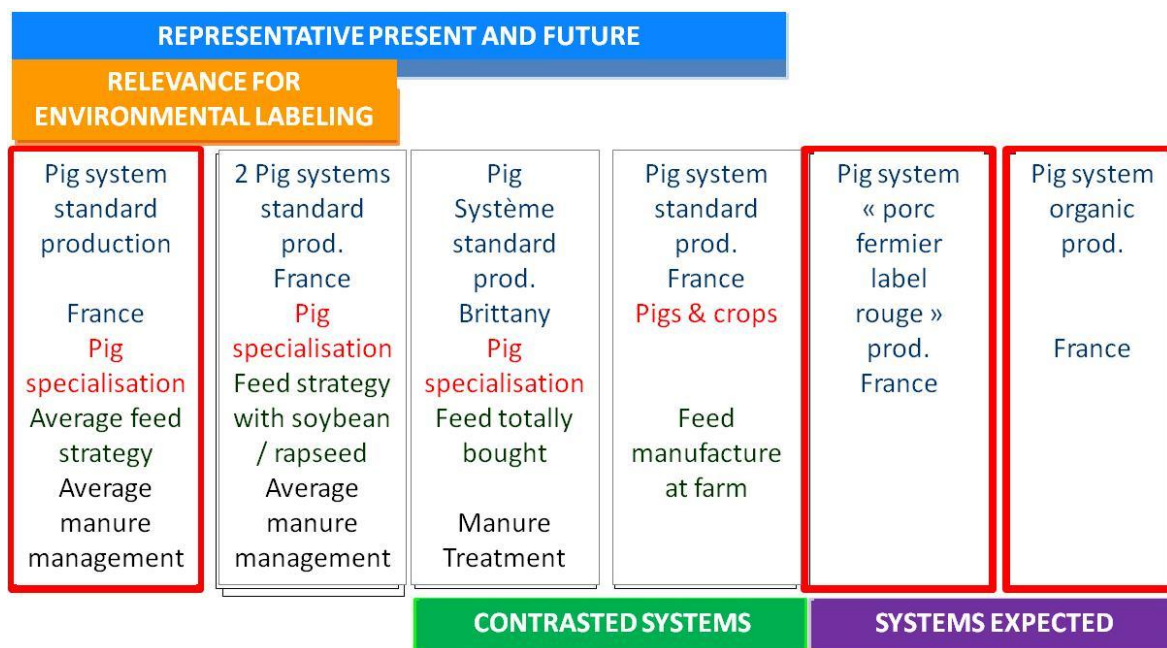 REPRESENTATIVE PRESENT AND FUTURE
RELEVANCE FOR
ENVIRONMENTAL LABELING
Pig system
standard
production
France
Pig
specialisation
Average feed
strategy
Average
manure
management
2 Pig systems
standard
prod.
France
Pig
specialisation
Feed strategy
with soybean
/ rapseed
Average
manure
management
Pig
Système
standard
prod.
Brittany
Pig
specialisation
Feed totally
bought
Manure
Treatment
Pig system
standard
prod.
France
Pigs & crops
Feed
manufacture
at farm
Pig system
« porc
fermier
label
rouge »
prod.
France
Pig system
organic
prod.
France
CONTRASTED SYSTEMS
SYSTEMS EXPECTED